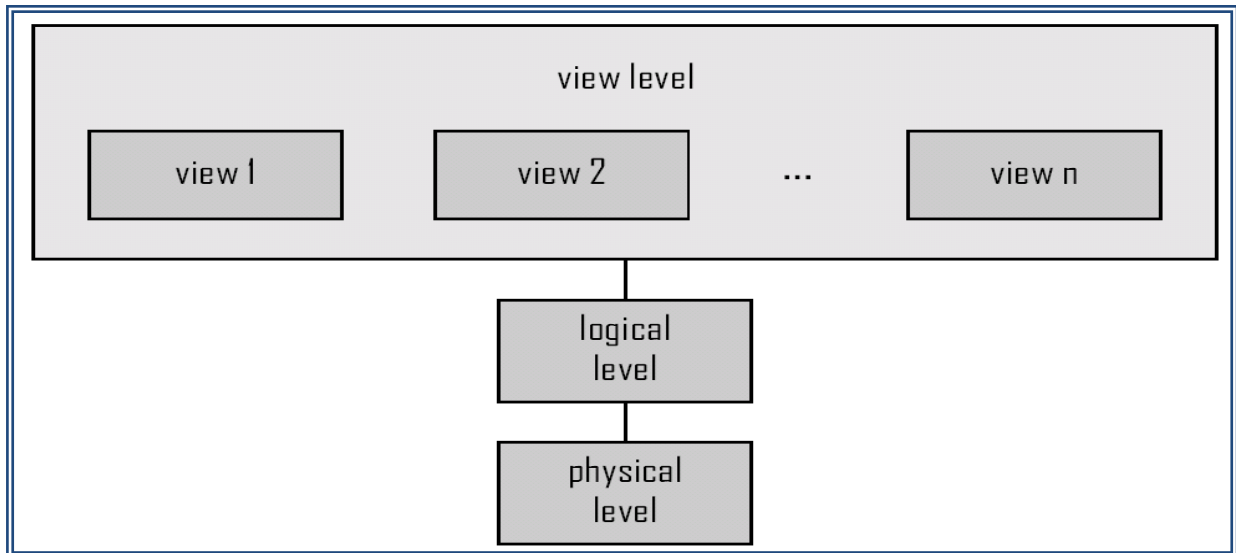 view level
view 1
view 2
...
view n
logical
level
physical
level